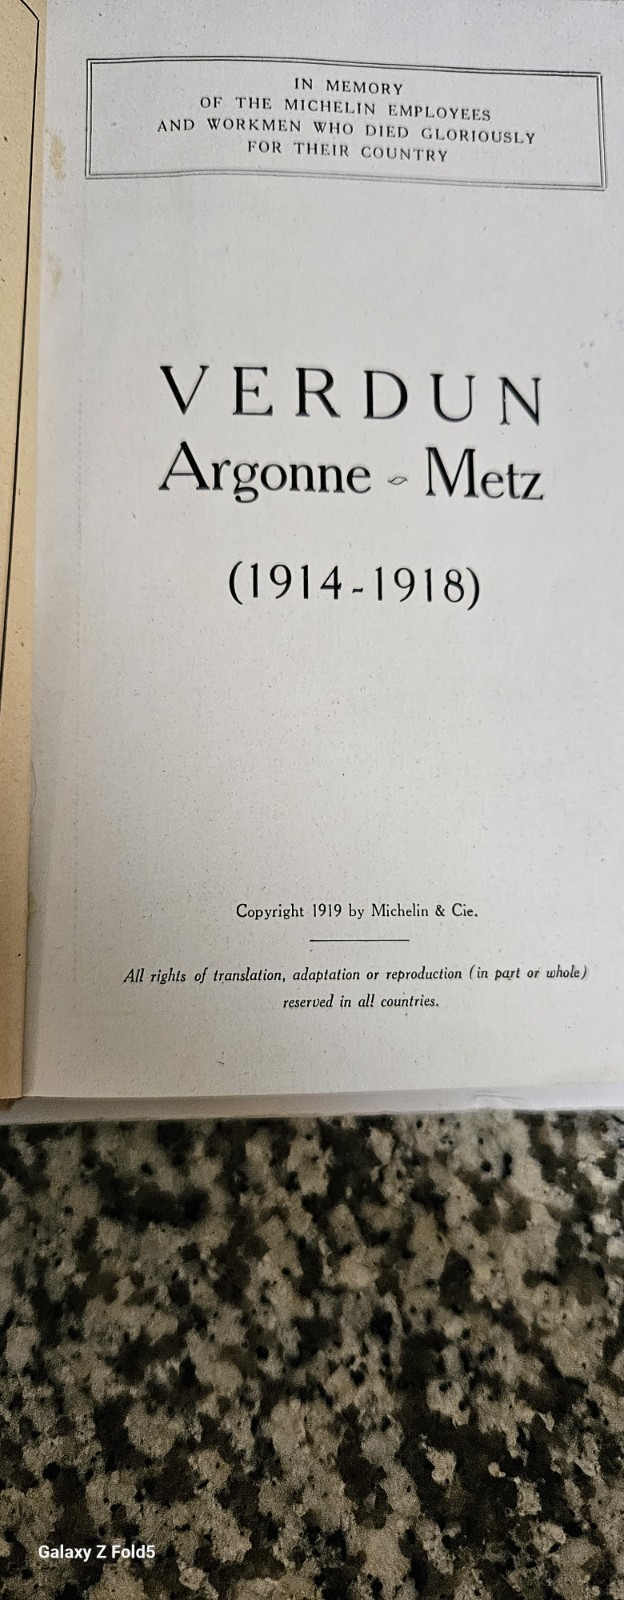 IN MEMORY
OF THE MICHELIN EMPLOYEES
AND WORKMEN WHO DIED GLORIOUSLY
FOR THEIR COUNTRY
VERDUN
Argonne - Metz
(1914-1918)
Copyright 1919 by Michelin & Cie.
All rights of translation, adaptation or reproduction (in part or whole)
reserved in all countries.
Galaxy Z Fold5